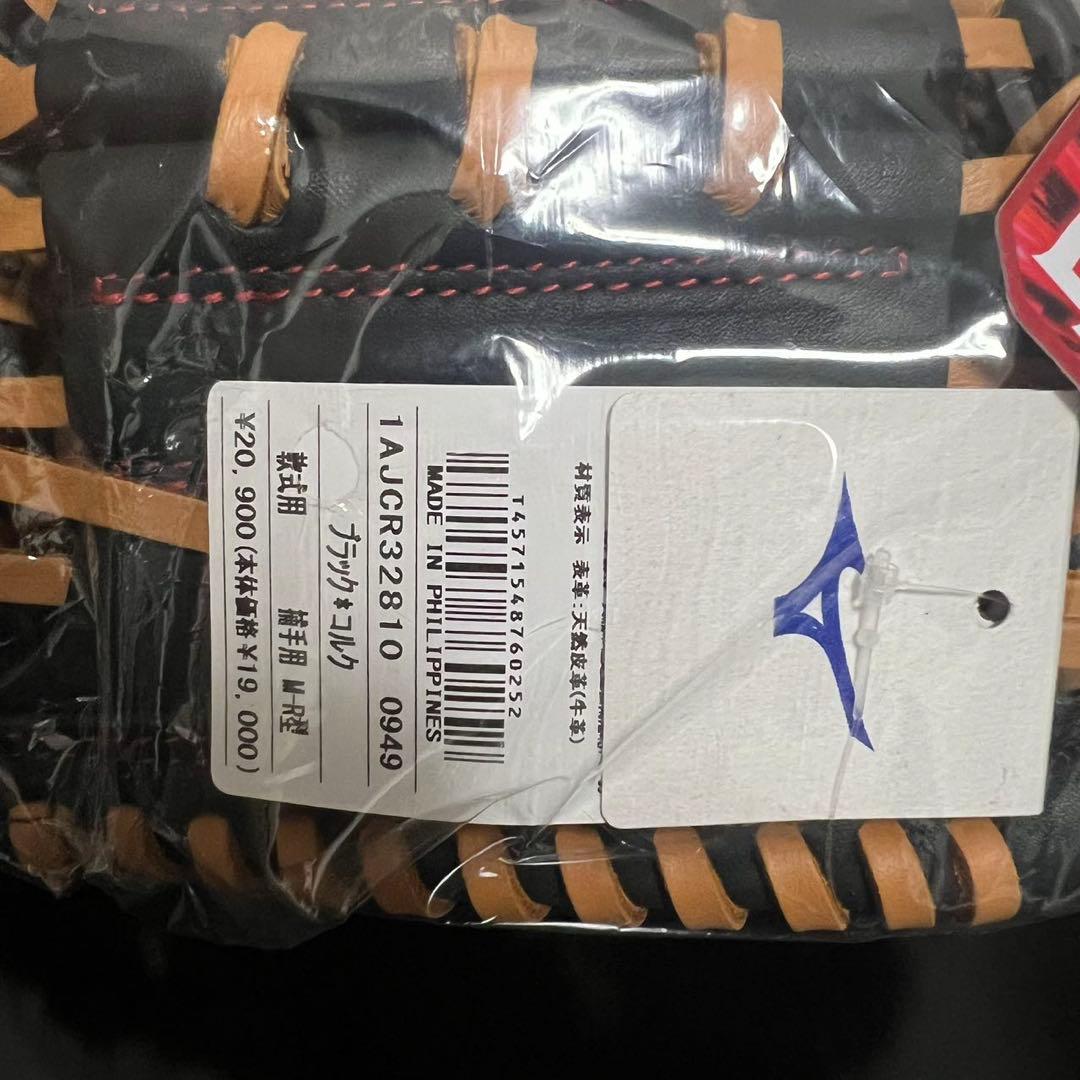 材質表示 表革:天然皮革(牛革)
T4571548760252
MADE IN PHILIPPINES
1AJCR32810 0949
ブラック*コルク
軟式用 捕手用 M-R型
¥20,900(本体価格¥19,000)